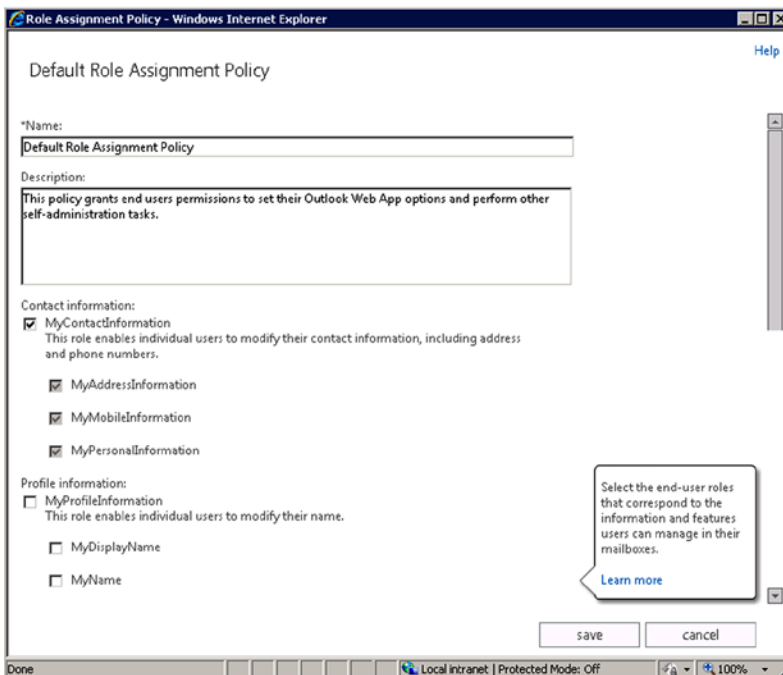 Role Assignment Policy - Windows Internet Explorer
Help
Default Role Assignment Policy
*Name:
Default Role Assignment Policy
Description:
This policy grants end users permissions to set their Outlook Web App options and perform other
self-administration tasks.
Contact information:
MyContactInformation
This role enables individual users to modify their contact information, including address
and phone numbers.
MyAddressInformation
MyMobileInformation
MyPersonalInformation
Profile information:
MyProfileInformation
This role enables individual users to modify their name.
MyDisplayName
MyName
Select the end-user roles
that correspond to the
information and features
users can manage in their
mailboxes.
Learn more
save
cancel
Done
Local intranet | Protected Mode: Off
100%